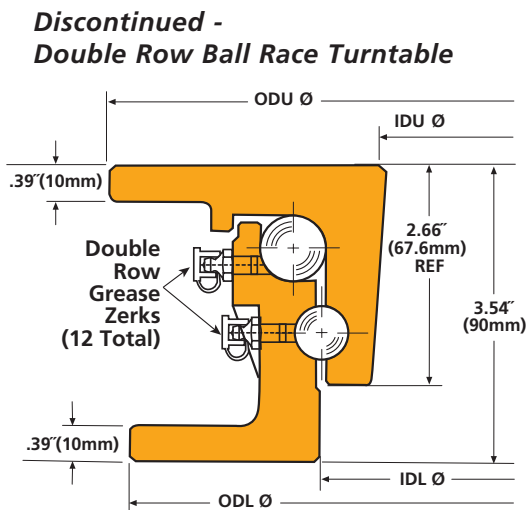 Discontinued -
Double Row Ball Race Turntable
ODU Ø
IDU Ø
.39˝(10mm)
2.66˝
(67.6mm)
REF
Double
Row
Grease
Zerks
(12 Total)
3.54˝
(90mm)
.39˝(10mm)
IDL Ø
ODL Ø